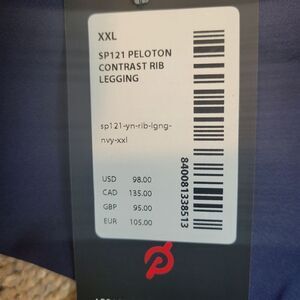 XXL
SP121 PELOTON
CONTRAST RIB
LEGGING
sp121-yn-rib-lgng-
nvy-xxl
USD 98.00
CAD 135.00
GBP 95.00
EUR 105.00
840081338513